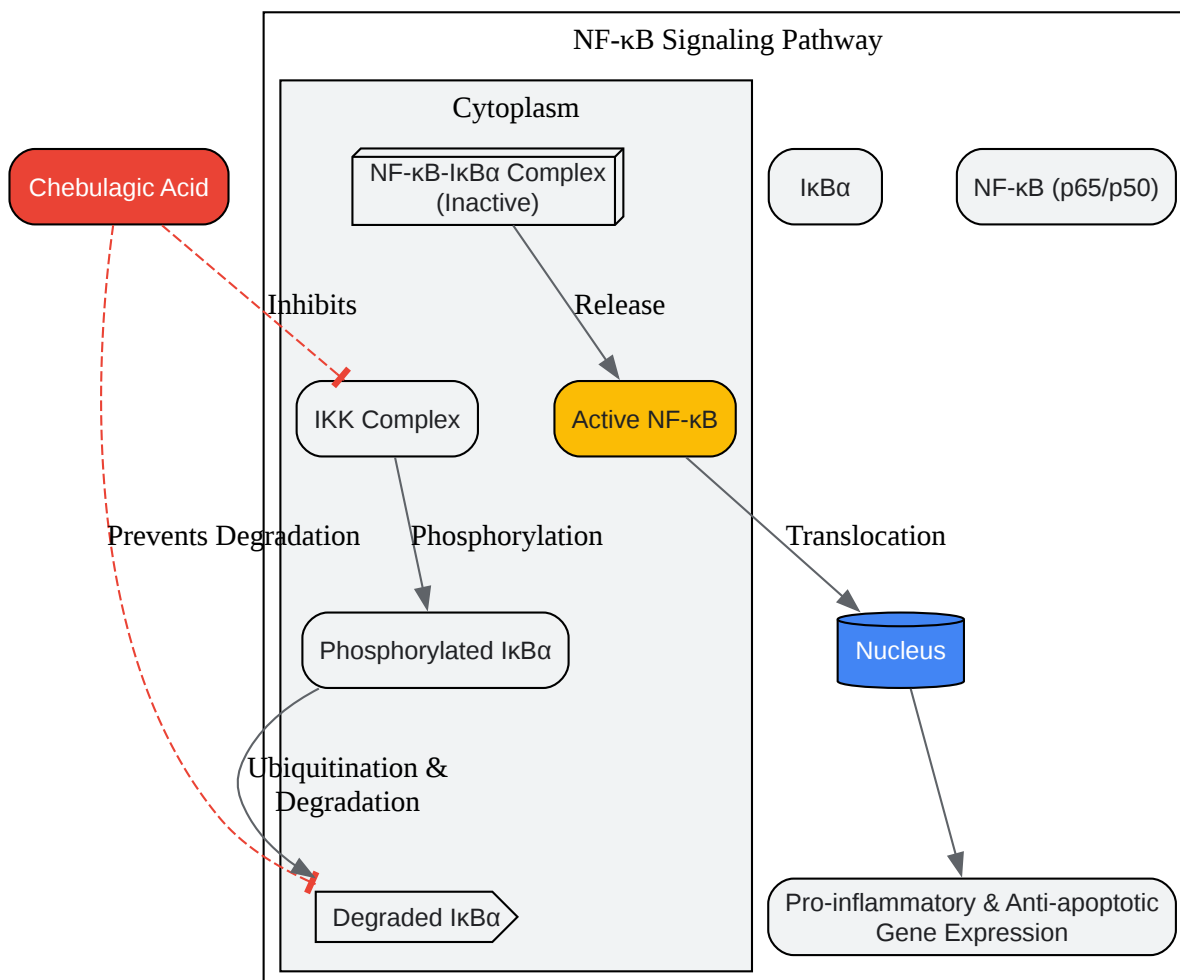 NF-κB Signaling Pathway
Cytoplasm
Chebulagic Acid
NF-κB-IκBα Complex
(Inactive)
IκBα
NF-κB (p65/p50)
Inhibits
Release
IKK Complex
Active NF-κB
Prevents Degradation
Phosphorylation
Translocation
Phosphorylated IκBα
Nucleus
Ubiquitination &
Degradation
Degraded IκBα
Pro-inflammatory & Anti-apoptotic
Gene Expression